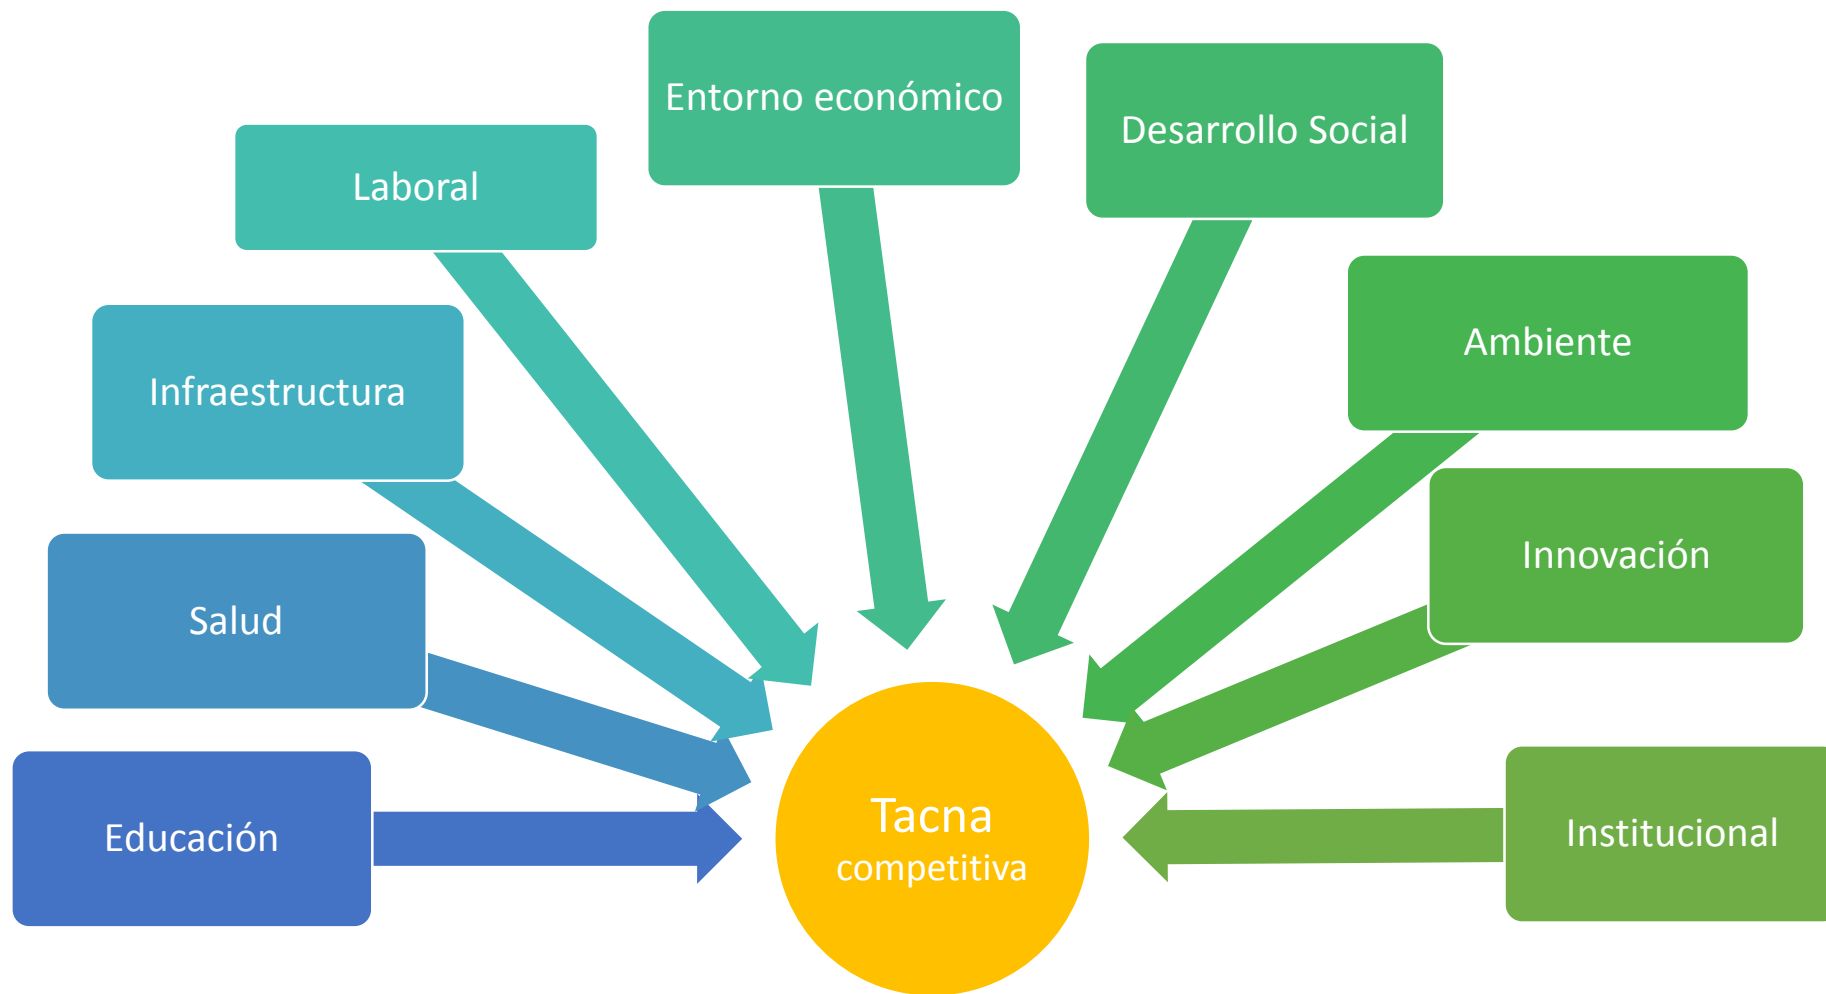 Entorno económico
Desarrollo Social
Laboral
Ambiente
Infraestructura
Innovación
Salud
Educación
Tacna
competitiva
Institucional